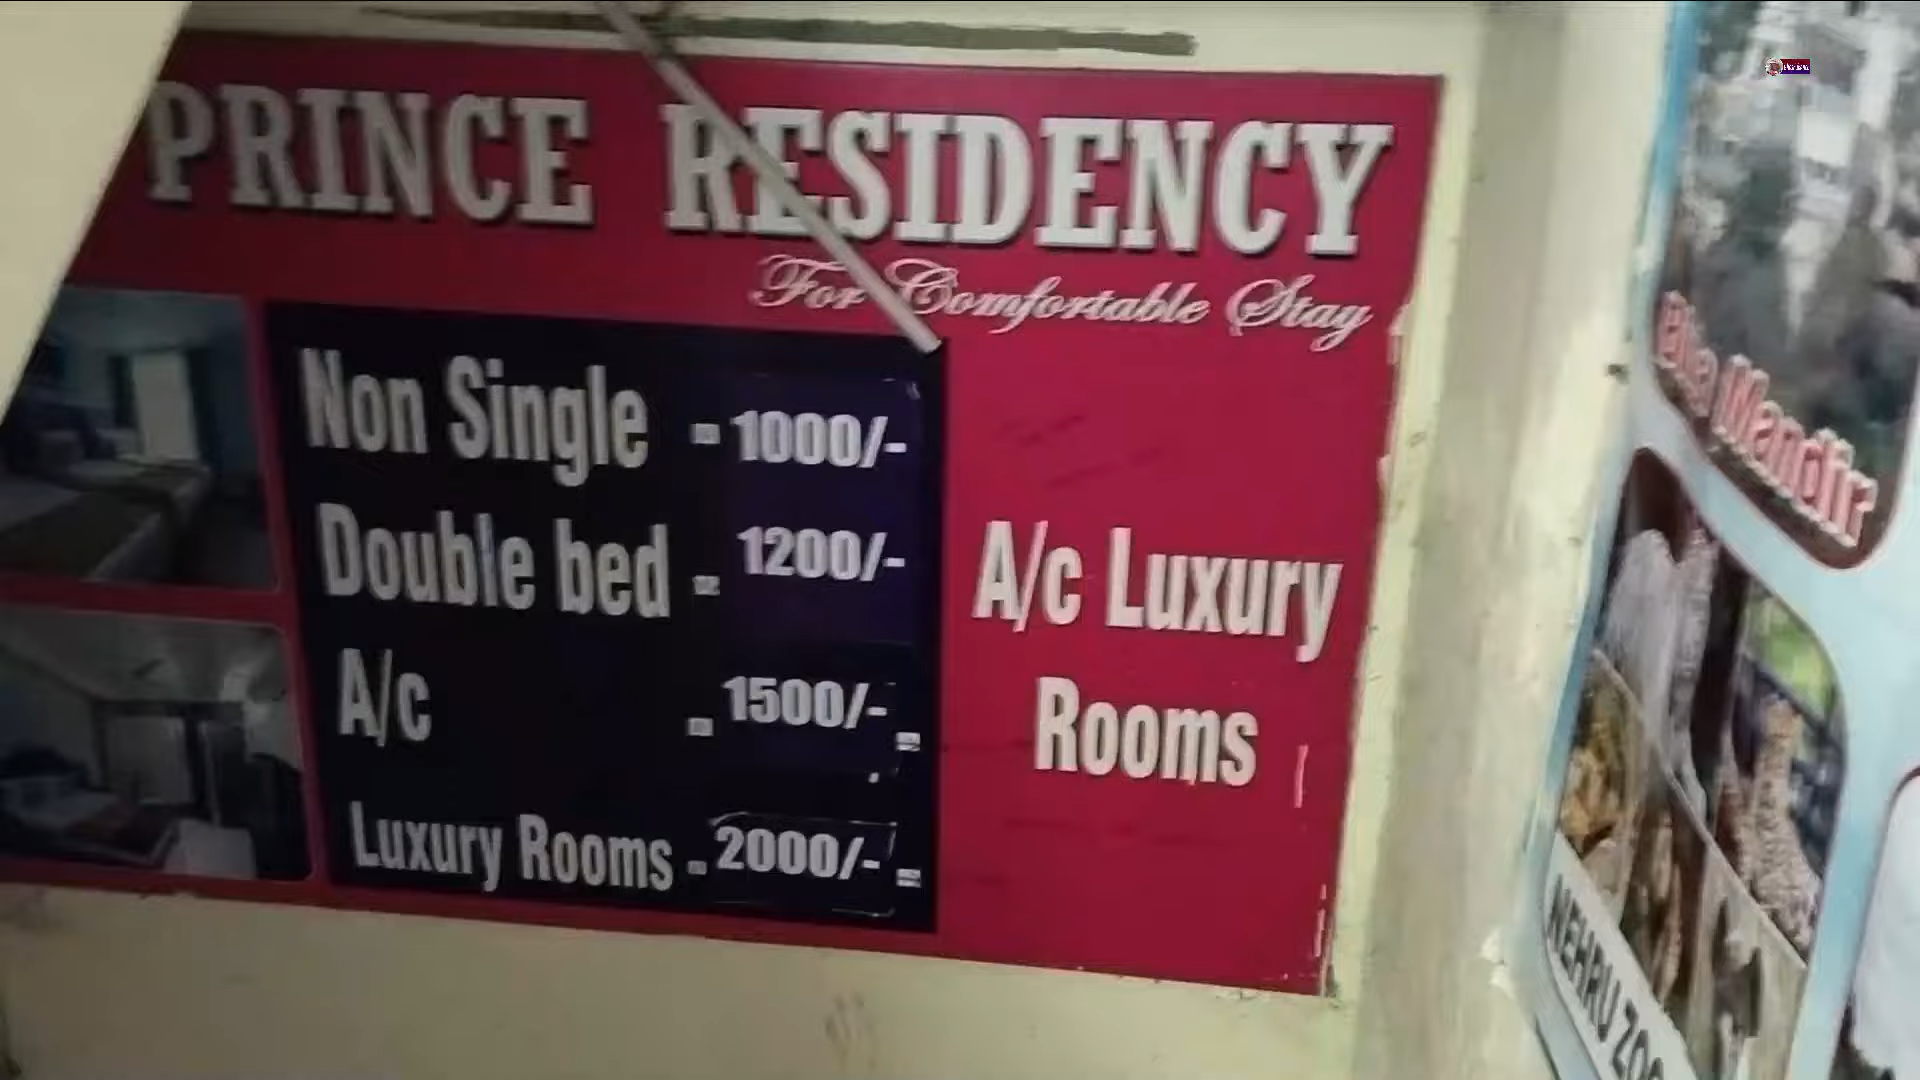 PRINCE RESIDENCY
For Comfortable Stay
Non Single = 1000/-
Double bed = 1200/-
A/c = 1500/-
Luxury Rooms = 2000/-
A/c Luxury
Rooms
Mandir
NEHRU ZOO